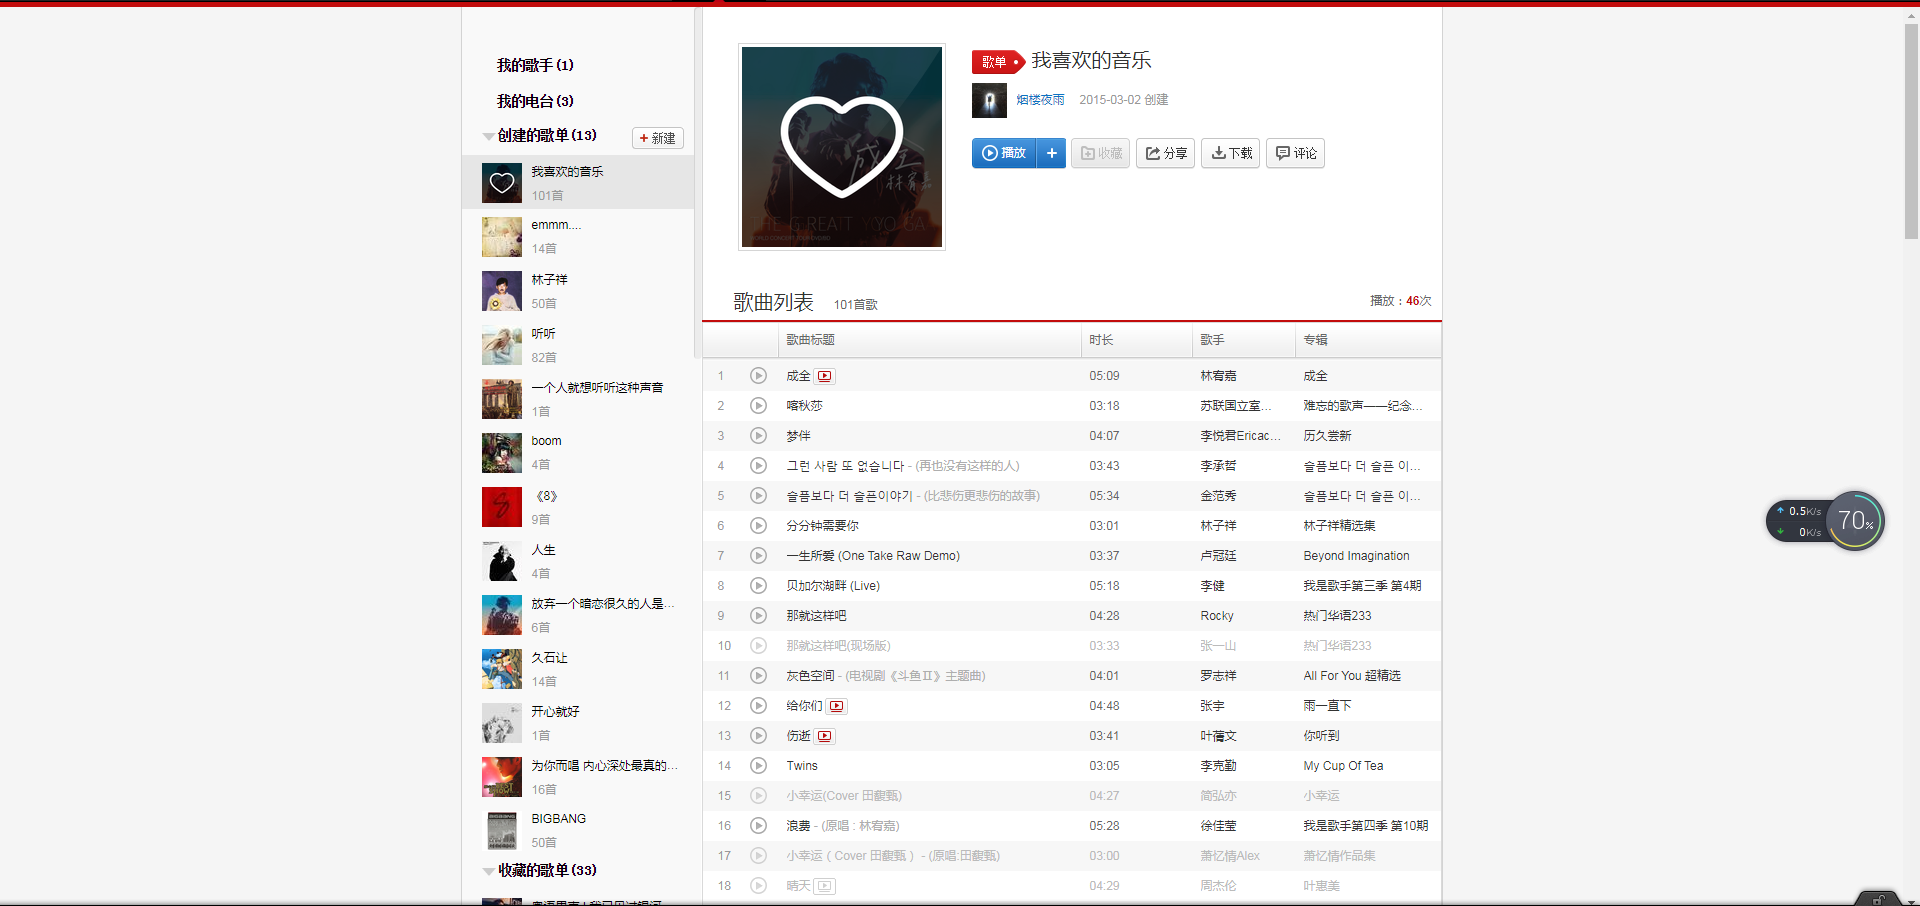 我的歌手(1)
我的电台(3)
创建的歌单(13)
新建
我喜欢的音乐
101首
emmm....
14首
林子祥
50首
听听
82首
一个人就想听听这种声音
1首
boom
4首
《8》
9首
人生
4首
放弃一个暗恋很久的人是...
6首
久石让
14首
开心就好
1首
为你而唱 内心深处最真的...
16首
BIGBANG
50首
收藏的歌单(33)
成全
林宥嘉
歌单 我喜欢的音乐
烟楼夜雨 2015-03-02 创建
播放 + 收藏 分享 下载 评论
歌曲列表 101首歌 播放：46次
歌曲标题 时长 歌手 专辑
1 成全 05:09 林宥嘉 成全
2 喀秋莎 03:18 苏联国立室... 难忘的歌声——纪念...
3 梦伴 04:07 李悦君Ericac... 历久尝新
4 그런 사람 또 없습니다 - (再也没有这样的人) 03:43 李承哲 슬픔보다 더 슬픈 이...
5 슬픔보다 더 슬픈이야기 - (比悲伤更悲伤的故事) 05:34 金范秀 슬픔보다 더 슬픈 이...
6 分分钟需要你 03:01 林子祥 林子祥精选集
7 一生所爱 (One Take Raw Demo) 03:37 卢冠廷 Beyond Imagination
8 贝加尔湖畔 (Live) 05:18 李健 我是歌手第三季 第4期
9 那就这样吧 04:28 Rocky 热门华语233
10 那就这样吧(现场版) 03:33 张一山 热门华语233
11 灰色空间 - (电视剧《斗鱼Ⅱ》主题曲) 04:01 罗志祥 All For You 超精选
12 给你们 04:48 张宇 雨一直下
13 伤逝 03:41 叶蒨文 你听到
14 Twins 03:05 李克勤 My Cup Of Tea
15 小幸运(Cover 田馥甄) 04:27 简弘亦 小幸运
16 浪费 - (原唱 : 林宥嘉) 05:28 徐佳莹 我是歌手第四季 第10期
17 小幸运（Cover 田馥甄） - (原唱:田馥甄) 03:00 萧忆情Alex 萧忆情作品集
18 晴天 04:29 周杰伦 叶惠美
0.5K/s
0K/s
70%